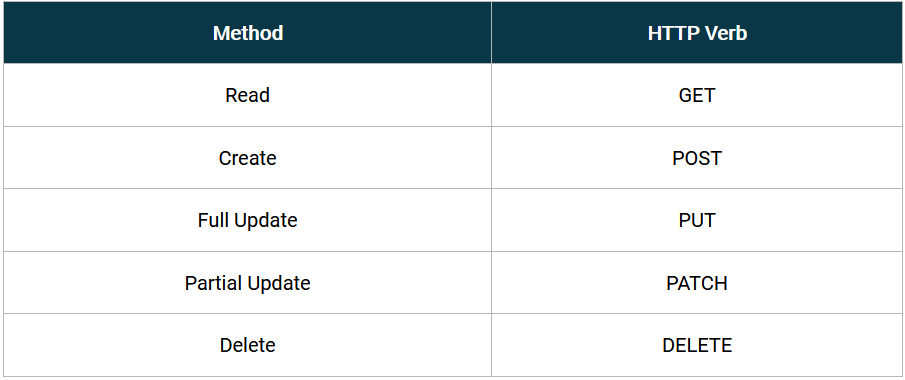 Method HTTP Verb
Read GET
Create POST
Full Update PUT
Partial Update PATCH
Delete DELETE